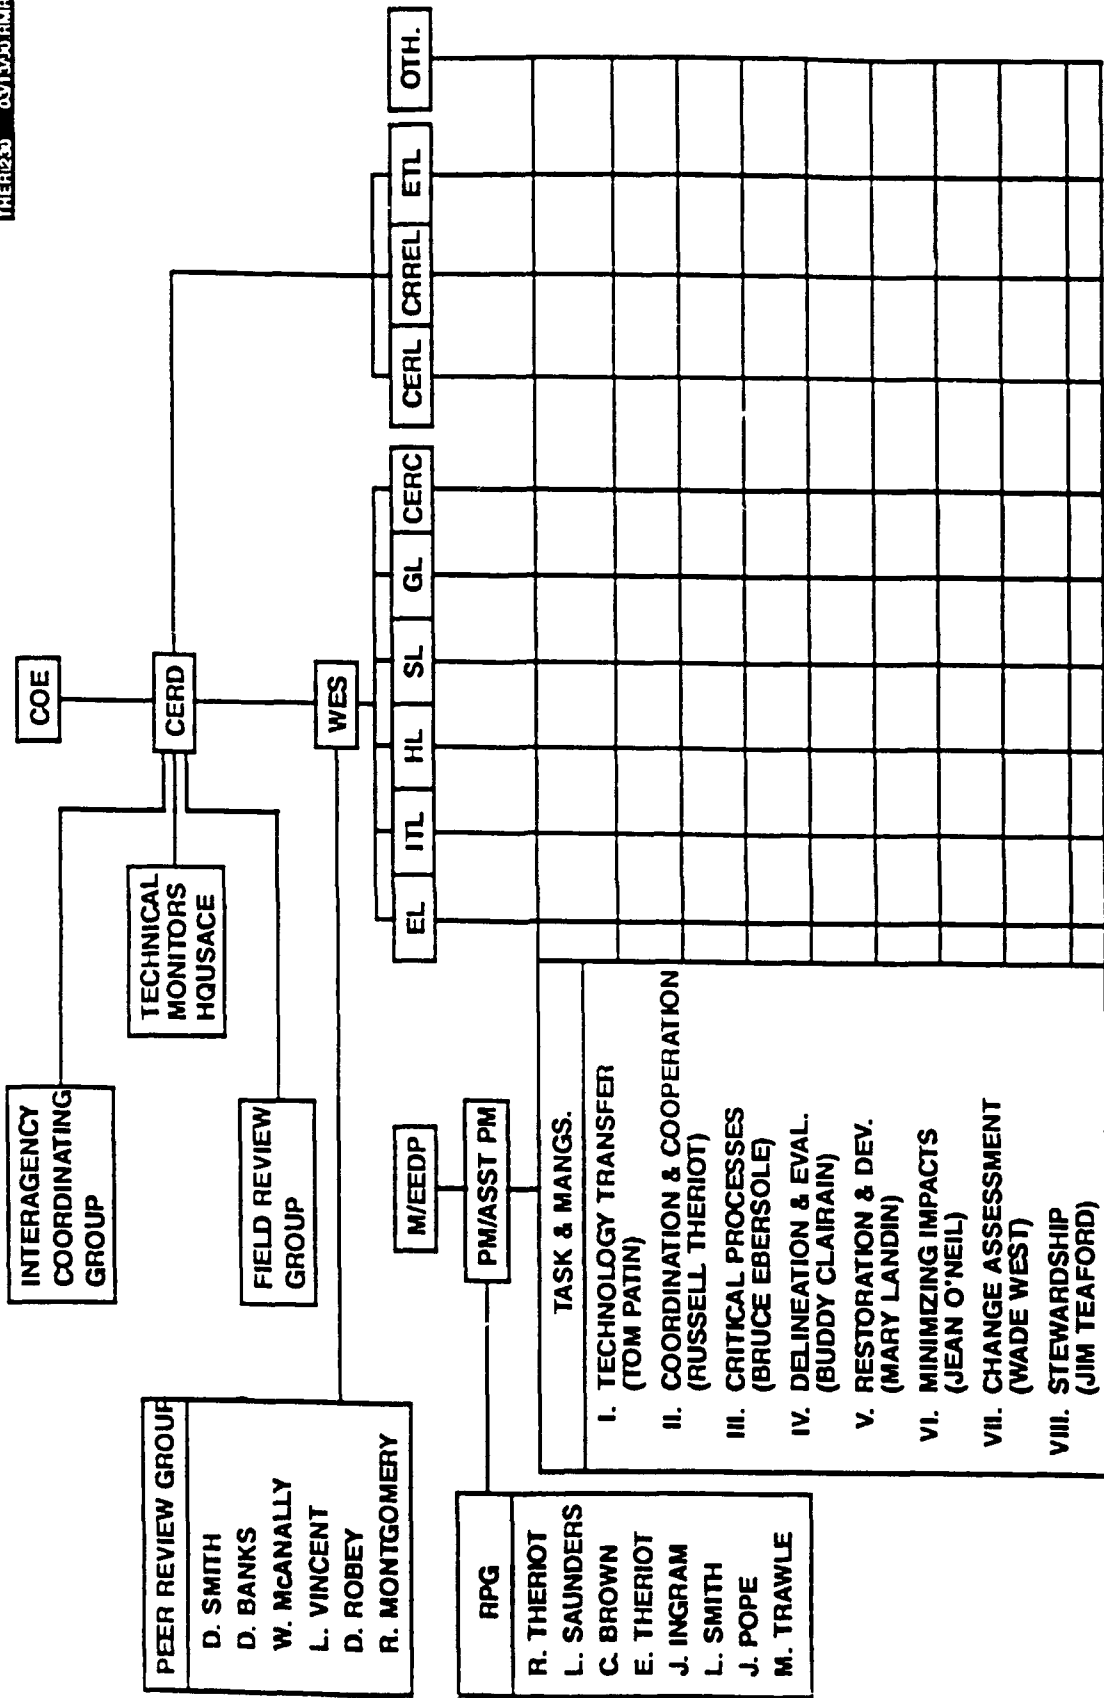 COE
CERD
INTERAGENCY
COORDINATING
GROUP
TECHNICAL
MONITORS
HQUSACE
FIELD REVIEW
GROUP
WES
PEER REVIEW GROUP
D. SMITH
D. BANKS
W. McANALLY
L. VINCENT
D. ROBEY
R. MONTGOMERY
M/EEDP
PM/ASST PM
EL
ITL
HL
SL
GL
CERC
CERL
CRREL
ETL
OTH.
RPG
R. THERIOT
L. SAUNDERS
C. BROWN
E. THERIOT
J. INGRAM
L. SMITH
J. POPE
M. TRAWLE
TASK & MANGS.
I. TECHNOLOGY TRANSFER
(TOM PATIN)
II. COORDINATION & COOPERATION
(RUSSELL THERIOT)
III. CRITICAL PROCESSES
(BRUCE EBERSOLE)
IV. DELINEATION & EVAL.
(BUDDY CLAIRAIN)
V. RESTORATION & DEV.
(MARY LANDIN)
VI. MINIMIZING IMPACTS
(JEAN O'NEIL)
VII. CHANGE ASSESSMENT
(WADE WEST)
VIII. STEWARDSHIP
(JIM TEAFORD)